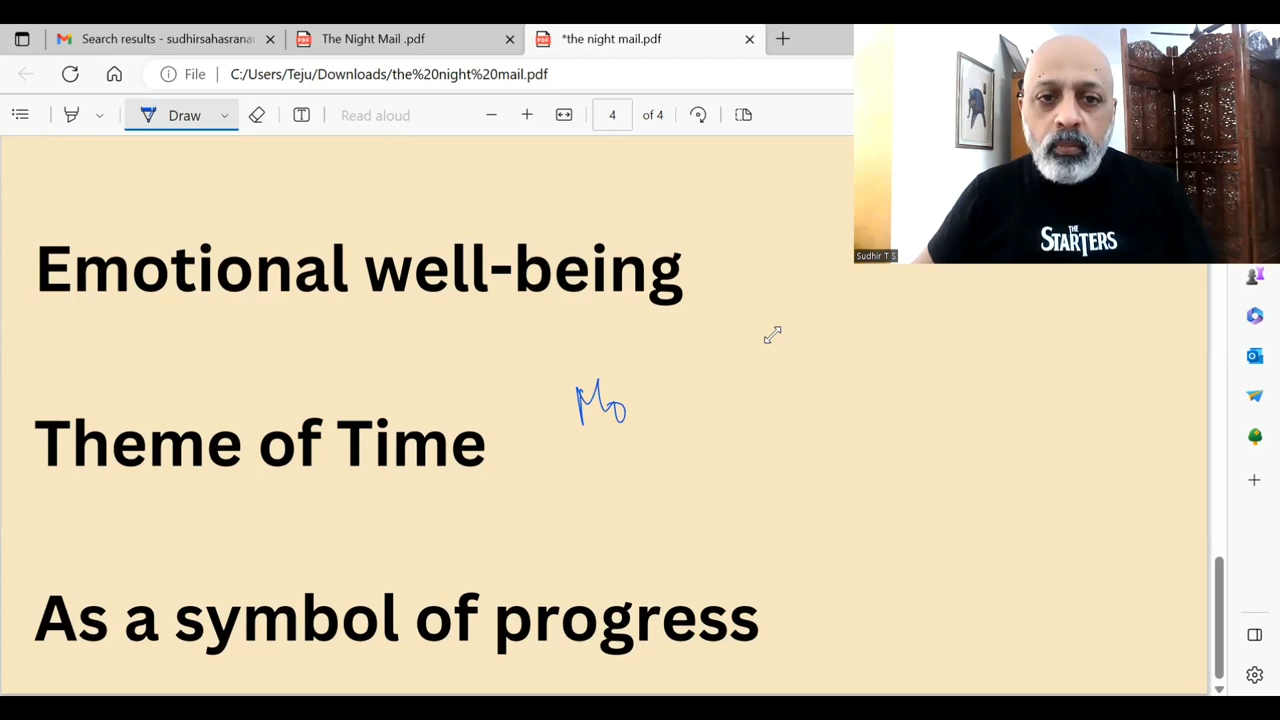 Search results - sudhirsahasrana
The Night Mail .pdf
*the night mail.pdf
File
C:/Users/Teju/Downloads/the%20night%20mail.pdf
Draw
Read aloud
4
of 4
THE
STARTERS
Sudhir T S
Emotional well-being
Mo
Theme of Time
As a symbol of progress